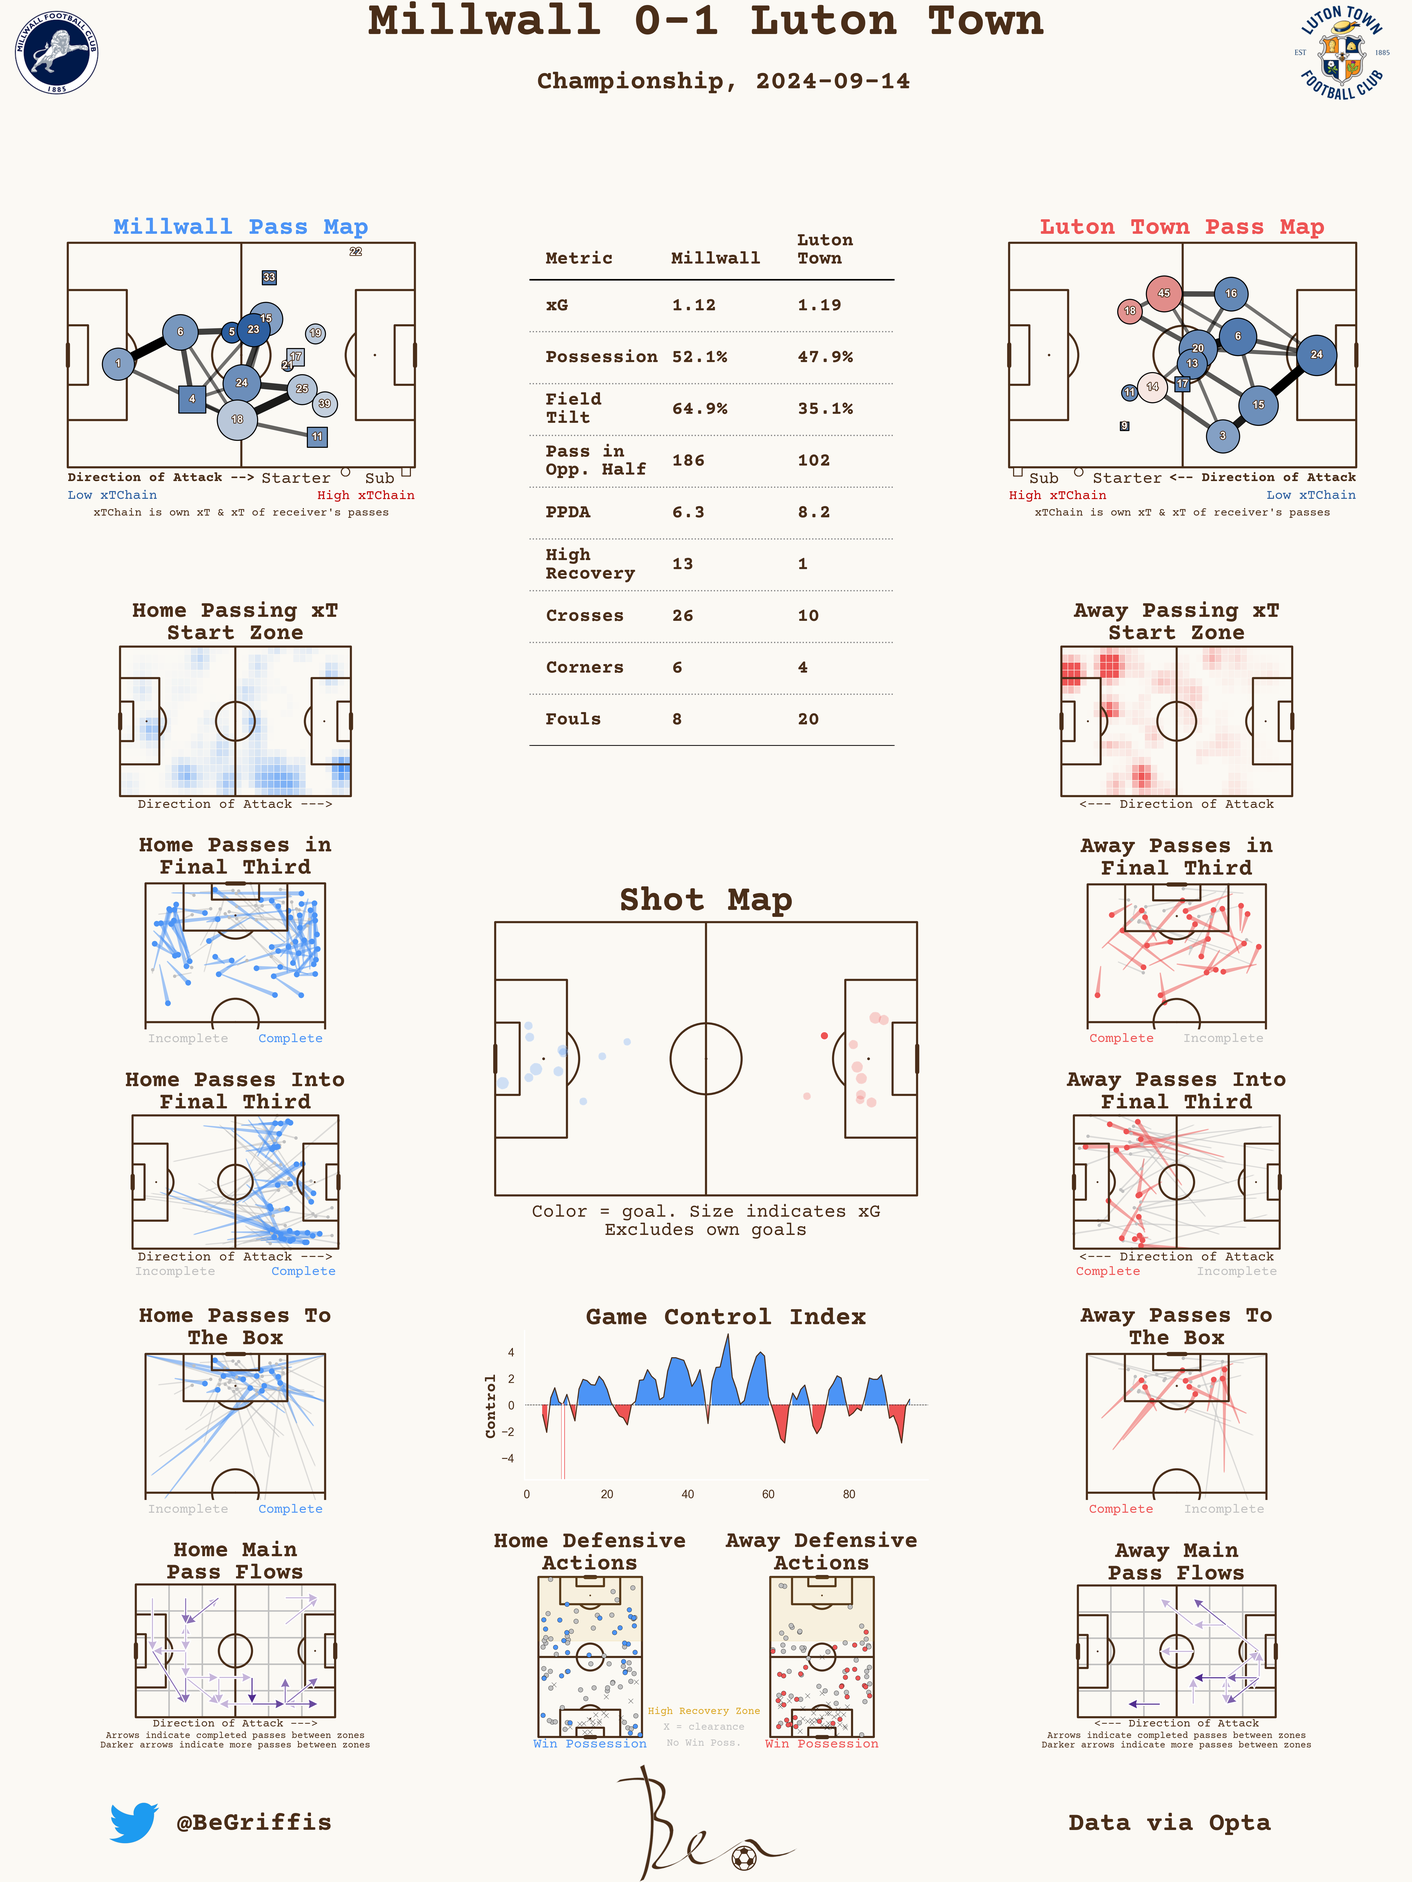 Millwall 0-1 Luton Town
Championship, 2024-09-14
MILLWALL FOOTBALL CLUB
1885
LUTON TOWN
EST 1885
FOOTBALL CLUB
Millwall Pass Map
22
33
15
6
5
23
19
17
21
1
24
25
4
39
18
11
Direction of Attack --> Starter Sub
Low xTChain High xTChain
xTChain is own xT & xT of receiver's passes
Metric Millwall Luton Town
xG 1.12 1.19
Possession 52.1% 47.9%
Field Tilt 64.9% 35.1%
Pass in Opp. Half 186 102
PPDA 6.3 8.2
High Recovery 13 1
Crosses 26 10
Corners 6 4
Fouls 8 20
Luton Town Pass Map
45
16
18
6
20
24
13
17
14
11
15
9
3
Sub Starter <-- Direction of Attack
High xTChain Low xTChain
xTChain is own xT & xT of receiver's passes
Home Passing xT
Start Zone
Direction of Attack --->
Away Passing xT
Start Zone
<--- Direction of Attack
Home Passes in
Final Third
Incomplete Complete
Away Passes in
Final Third
Complete Incomplete
Shot Map
Color = goal. Size indicates xG
Excludes own goals
Home Passes Into
Final Third
Direction of Attack --->
Incomplete Complete
Away Passes Into
Final Third
<--- Direction of Attack
Complete Incomplete
Home Passes To
The Box
Incomplete Complete
Game Control Index
Control
4
2
0
−2
−4
0 20 40 60 80
Away Passes To
The Box
Complete Incomplete
Home Main
Pass Flows
Direction of Attack --->
Arrows indicate completed passes between zones
Darker arrows indicate more passes between zones
Home Defensive
Actions
Win Possession
Away Defensive
Actions
Win Possession
High Recovery Zone
X = clearance
No Win Poss.
Away Main
Pass Flows
<--- Direction of Attack
Arrows indicate completed passes between zones
Darker arrows indicate more passes between zones
@BeGriffis
Ben
Data via Opta